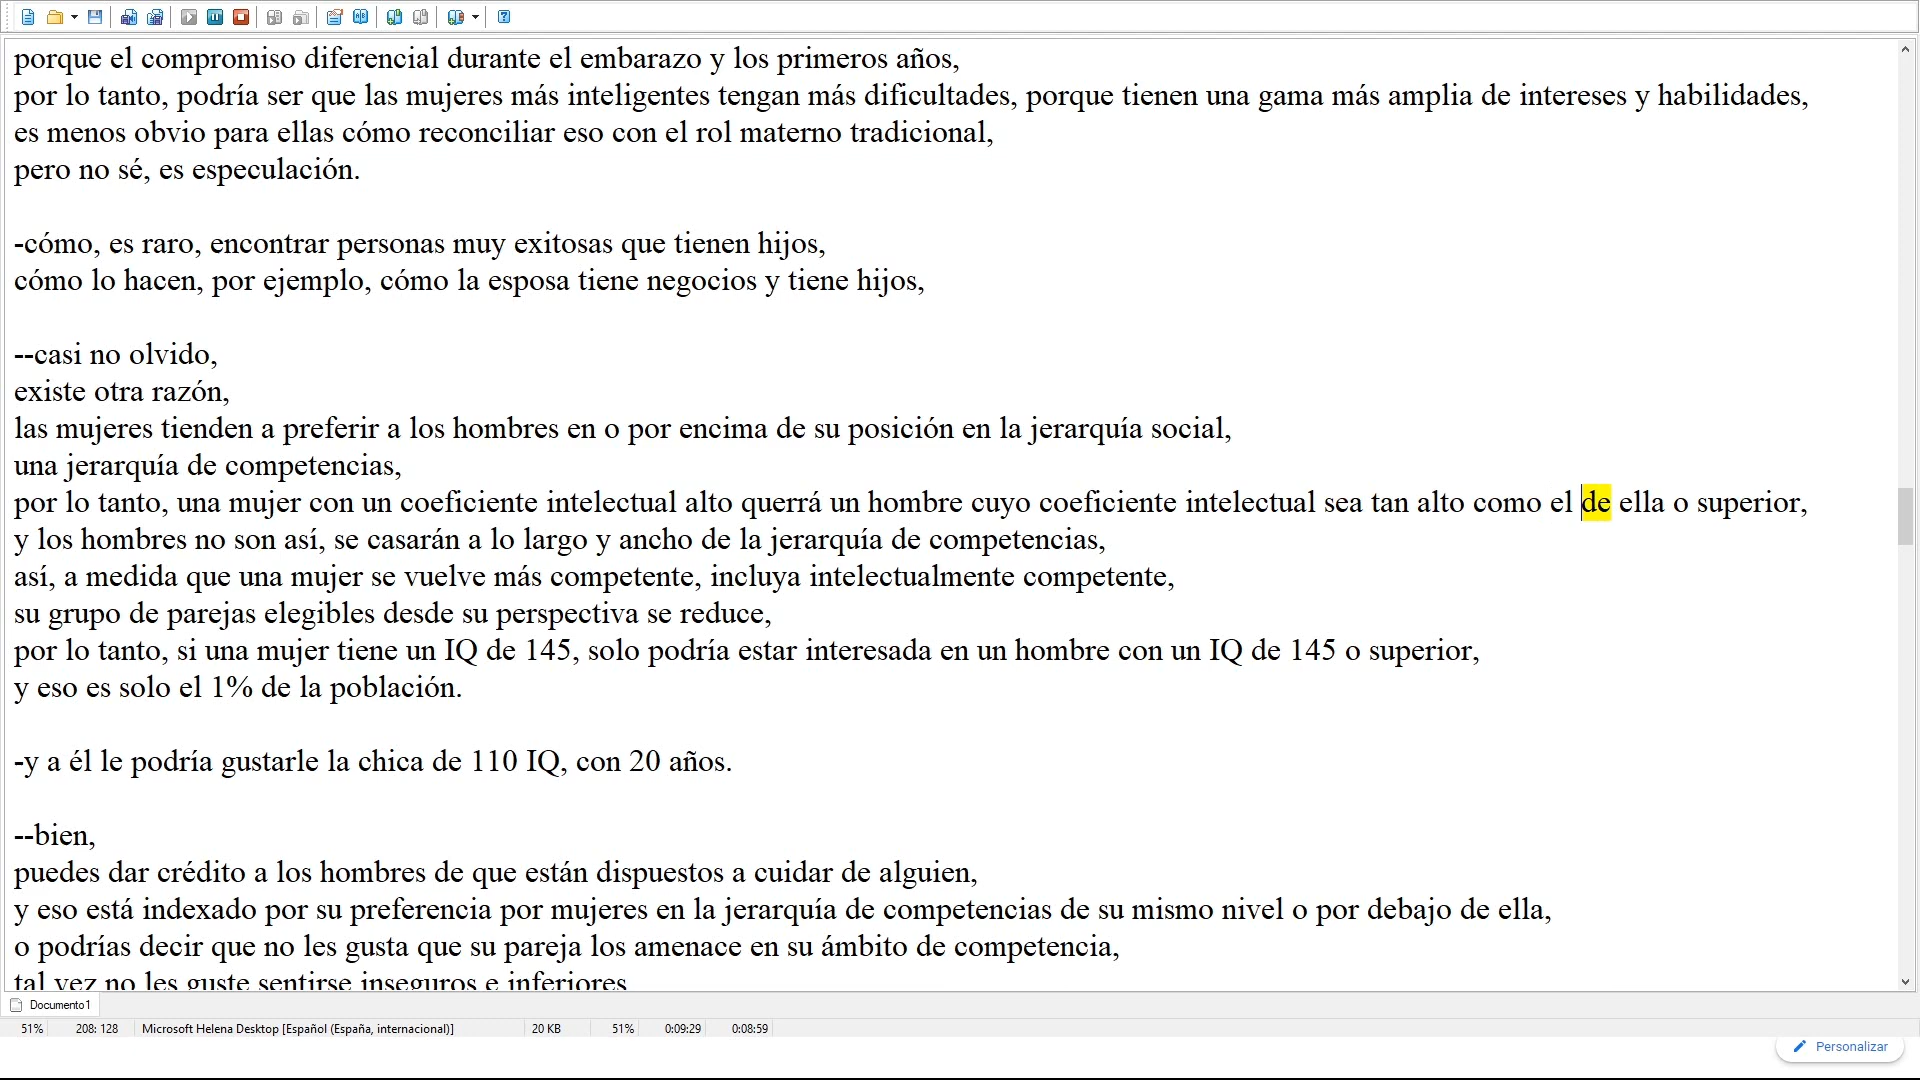 porque el compromiso diferencial durante el embarazo y los primeros años,
por lo tanto, podría ser que las mujeres más inteligentes tengan más dificultades, porque tienen una gama más amplia de intereses y habilidades,
es menos obvio para ellas cómo reconciliar eso con el rol materno tradicional,
pero no sé, es especulación.
-cómo, es raro, encontrar personas muy exitosas que tienen hijos,
cómo lo hacen, por ejemplo, cómo la esposa tiene negocios y tiene hijos,
--casi no olvido,
existe otra razón,
las mujeres tienden a preferir a los hombres en o por encima de su posición en la jerarquía social,
una jerarquía de competencias,
por lo tanto, una mujer con un coeficiente intelectual alto querrá un hombre cuyo coeficiente intelectual sea tan alto como el de ella o superior,
y los hombres no son así, se casarán a lo largo y ancho de la jerarquía de competencias,
así, a medida que una mujer se vuelve más competente, incluya intelectualmente competente,
su grupo de parejas elegibles desde su perspectiva se reduce,
por lo tanto, si una mujer tiene un IQ de 145, solo podría estar interesada en un hombre con un IQ de 145 o superior,
y eso es solo el 1% de la población.
-y a él le podría gustarle la chica de 110 IQ, con 20 años.
--bien,
puedes dar crédito a los hombres de que están dispuestos a cuidar de alguien,
y eso está indexado por su preferencia por mujeres en la jerarquía de competencias de su mismo nivel o por debajo de ella,
o podrías decir que no les gusta que su pareja los amenace en su ámbito de competencia,
tal vez no les guste sentirse inseguros e inferiores
Documento1
51% 208: 128 Microsoft Helena Desktop [Español (España, internacional)] 20 KB 51% 0:09:29 0:08:59
Personalizar